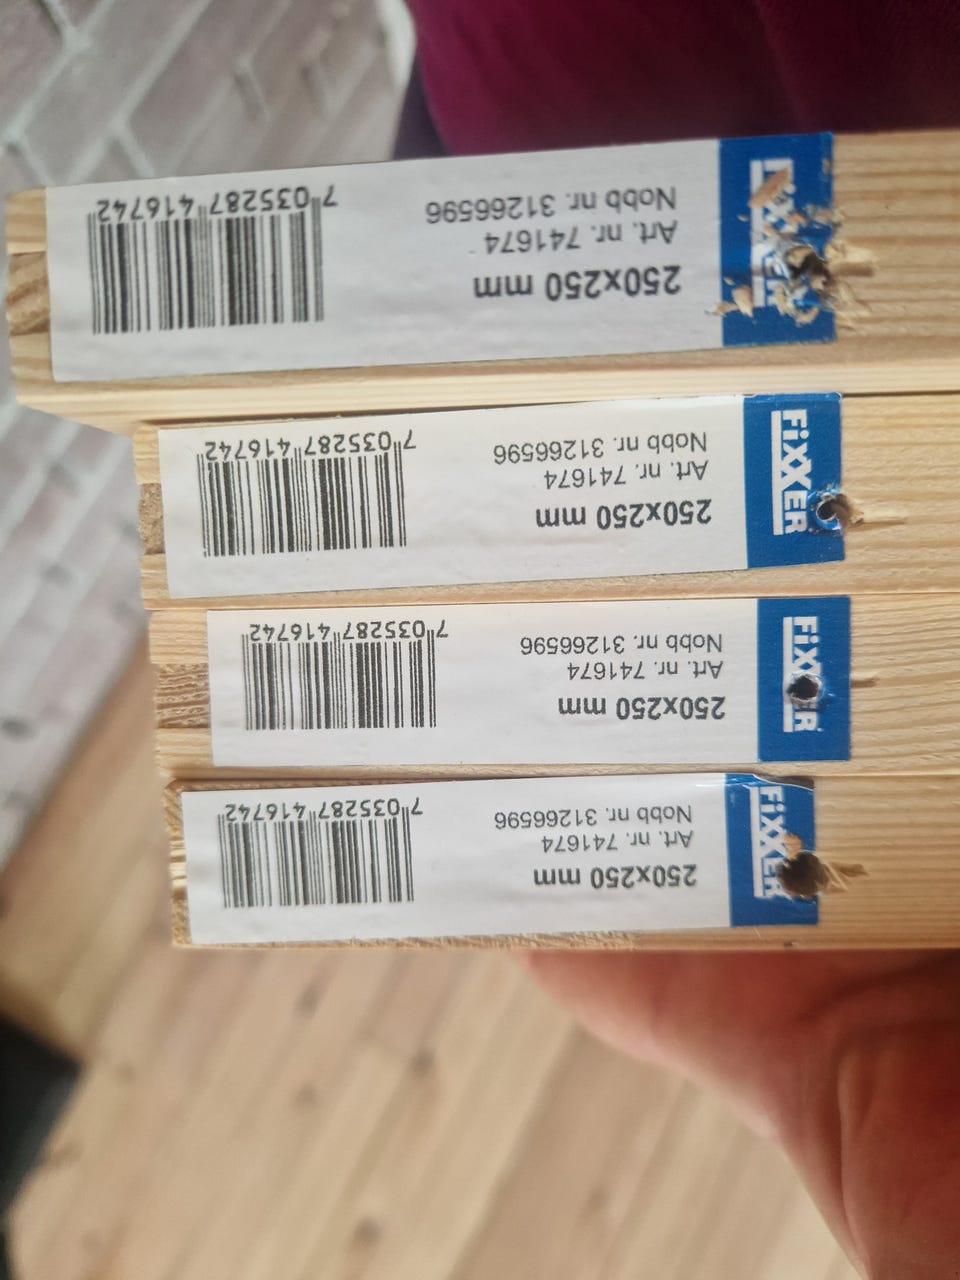 FiXXER
250x250 mm
Art. nr. 741674
Nobb nr. 31266596
7 035287 416742
FiXXER
250x250 mm
Art. nr. 741674
Nobb nr. 31266596
7 035287 416742
FiXXER
250x250 mm
Art. nr. 741674
Nobb nr. 31266596
7 035287 416742
FiXXER
250x250 mm
Art. nr. 741674
Nobb nr. 31266596
7 035287 416742